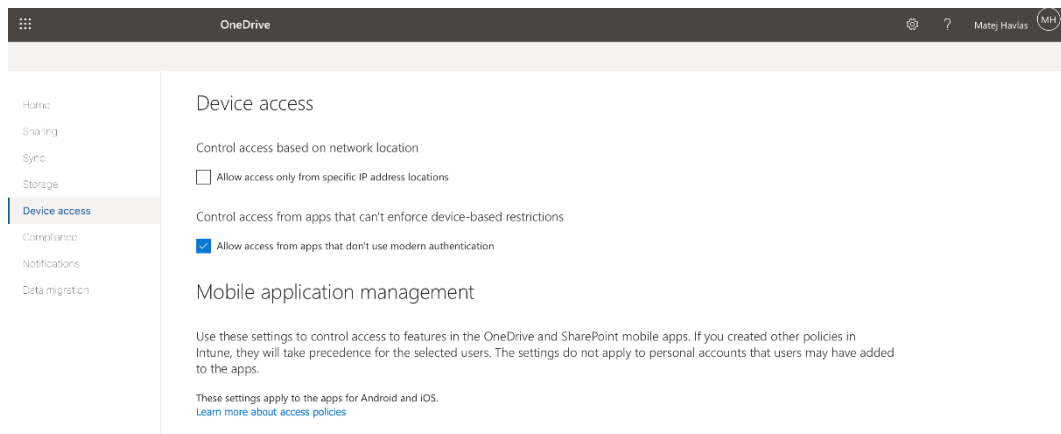 OneDrive
?
Matej Havlas
MH
Home
Sharing
Sync
Storage
Device access
Compliance
Notifications
Data migration
Device access
Control access based on network location
Allow access only from specific IP address locations
Control access from apps that can't enforce device-based restrictions
Allow access from apps that don't use modern authentication
Mobile application management
Use these settings to control access to features in the OneDrive and SharePoint mobile apps. If you created other policies in
Intune, they will take precedence for the selected users. The settings do not apply to personal accounts that users may have added
to the apps.
These settings apply to the apps for Android and iOS.
Learn more about access policies